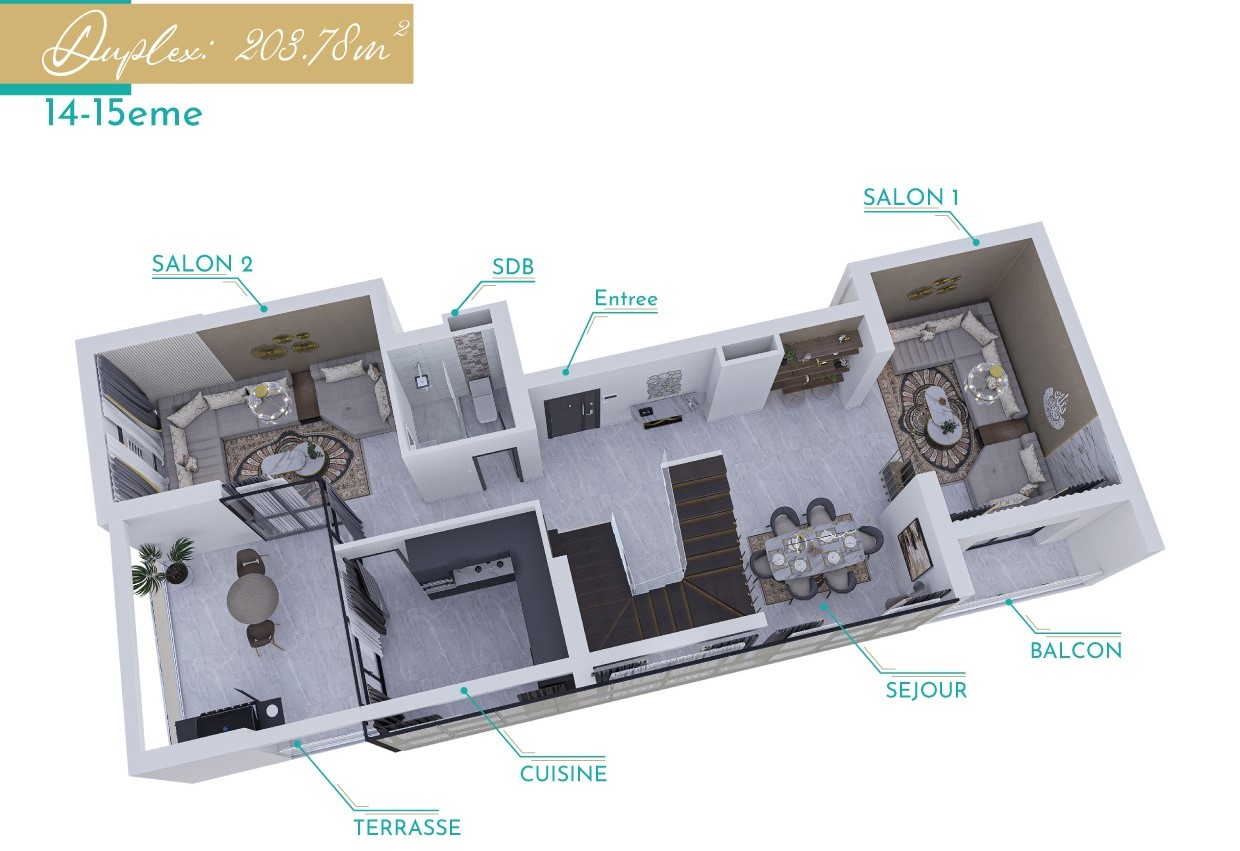 Duplex: 203.78m²
14-15eme
SALON 1
SALON 2
SDB
Entree
BALCON
SEJOUR
CUISINE
TERRASSE